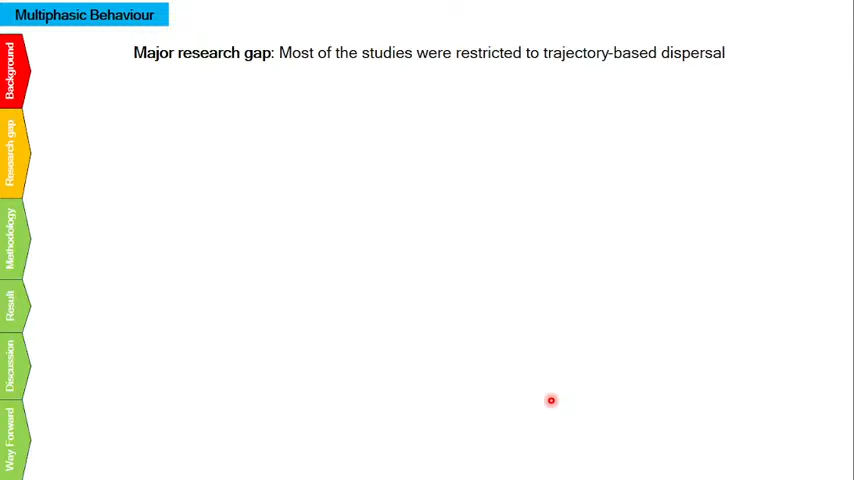 Multiphasic Behaviour
Major research gap: Most of the studies were restricted to trajectory-based dispersal
Background
Research gap
Methodology
Result
Discussion
Way Forward